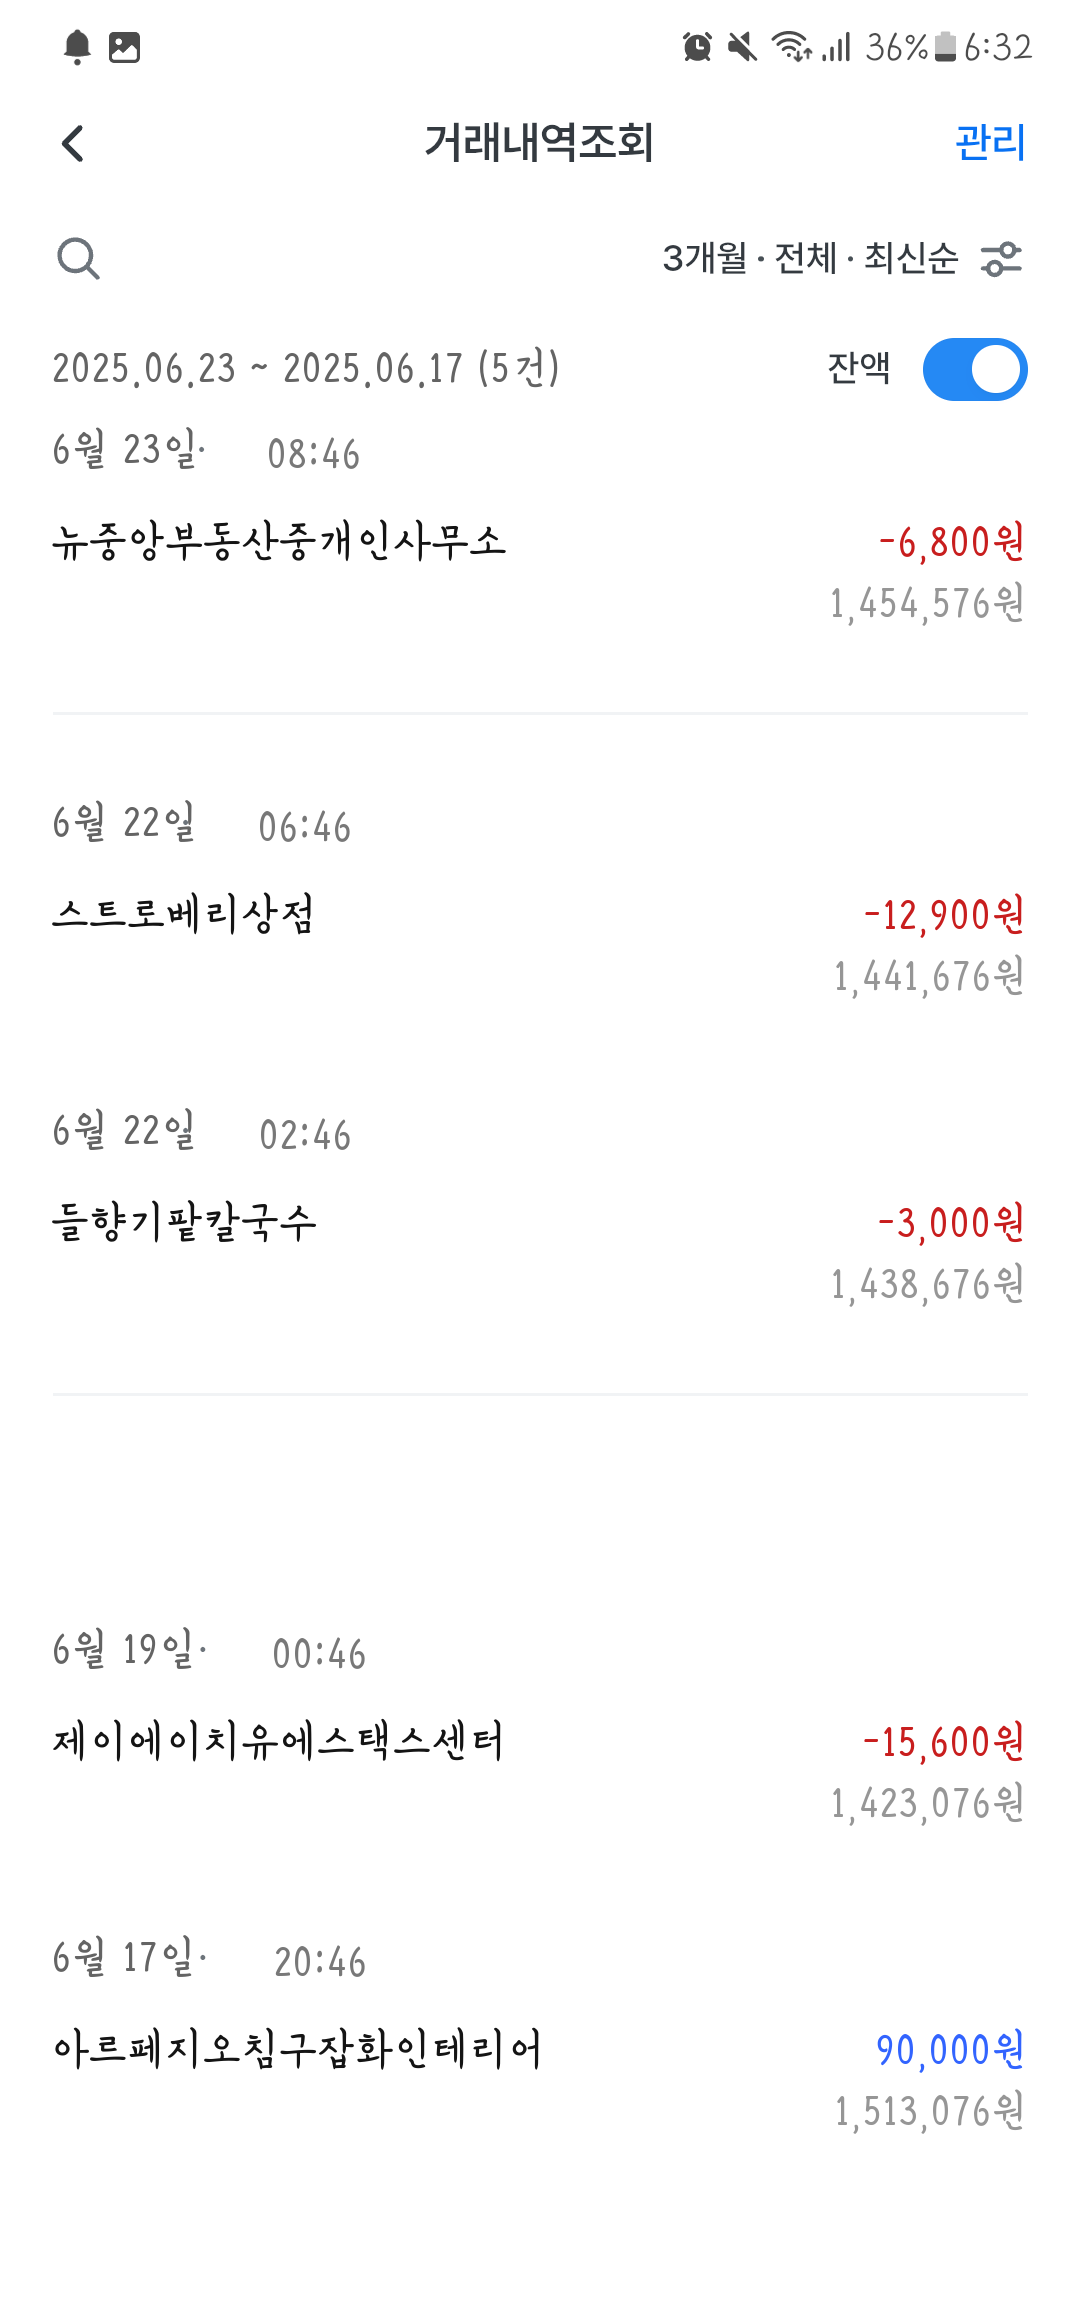 36% 6:32
거래내역조회
관리
3개월 · 전체 · 최신순
2025.06.23 ~ 2025.06.17 (5건)
잔액
6월 23일· 08:46
뉴중앙부동산중개인사무소 -6,800원
1,454,576원
6월 22일 06:46
스트로베리상점 -12,900원
1,441,676원
6월 22일 02:46
들향기팥칼국수 -3,000원
1,438,676원
6월 19일· 00:46
제이에이치유에스택스센터 -15,600원
1,423,076원
6월 17일· 20:46
아르페지오침구잡화인테리어 90,000원
1,513,076원